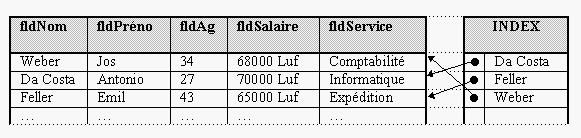 fldNom fldPréno fldAg fldSalaire fldService INDEX
Weber Jos 34 68000 Luf Comptabilité Da Costa
Da Costa Antonio 27 70000 Luf Informatique Feller
Feller Emil 43 65000 Luf Expédition Weber
... ... ... ... ... ...